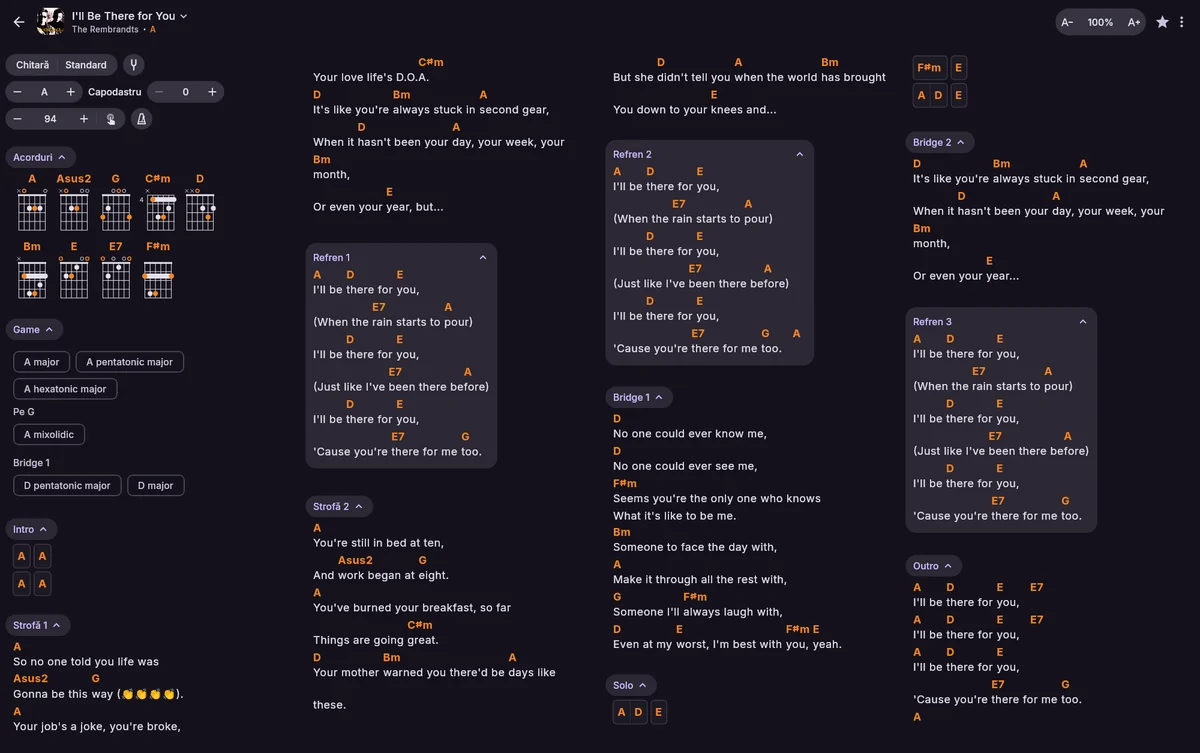 I'll Be There for You
The Rembrandts • A
A- 100% A+
Chitară Standard
− A + Capodastru − 0 +
− 94 +
Acorduri
A Asus2 G C#m D
4
Bm E E7 F#m
Game
A major A pentatonic major
A hexatonic major
Pe G
A mixolidic
Bridge 1
D pentatonic major D major
Intro
A A
A A
Strofă 1
A
So no one told you life was
Asus2 G
Gonna be this way (👏👏👏👏).
A
Your job's a joke, you're broke,
C#m
Your love life's D.O.A.
D Bm A
It's like you're always stuck in second gear,
D A
When it hasn't been your day, your week, your
Bm
month,
E
Or even your year, but...
Refren 1
A D E
I'll be there for you,
E7 A
(When the rain starts to pour)
D E
I'll be there for you,
E7 A
(Just like I've been there before)
D E
I'll be there for you,
E7 G
'Cause you're there for me too.
Strofă 2
A
You're still in bed at ten,
Asus2 G
And work began at eight.
A
You've burned your breakfast, so far
C#m
Things are going great.
D Bm A
Your mother warned you there'd be days like
these.
D A Bm
But she didn't tell you when the world has brought
E
You down to your knees and...
Refren 2
A D E
I'll be there for you,
E7 A
(When the rain starts to pour)
D E
I'll be there for you,
E7 A
(Just like I've been there before)
D E
I'll be there for you,
E7 G A
'Cause you're there for me too.
Bridge 1
D
No one could ever know me,
D
No one could ever see me,
F#m
Seems you're the only one who knows
What it's like to be me.
Bm
Someone to face the day with,
A
Make it through all the rest with,
G F#m
Someone I'll always laugh with,
D E F#m E
Even at my worst, I'm best with you, yeah.
Solo
A D E
F#m E
A D E
Bridge 2
D Bm A
It's like you're always stuck in second gear,
D A
When it hasn't been your day, your week, your
Bm
month,
E
Or even your year...
Refren 3
A D E
I'll be there for you,
E7 A
(When the rain starts to pour)
D E
I'll be there for you,
E7 A
(Just like I've been there before)
D E
I'll be there for you,
E7 G
'Cause you're there for me too.
Outro
A D E E7
I'll be there for you,
A D E E7
I'll be there for you,
A D E
I'll be there for you,
E7 G
'Cause you're there for me too.
A